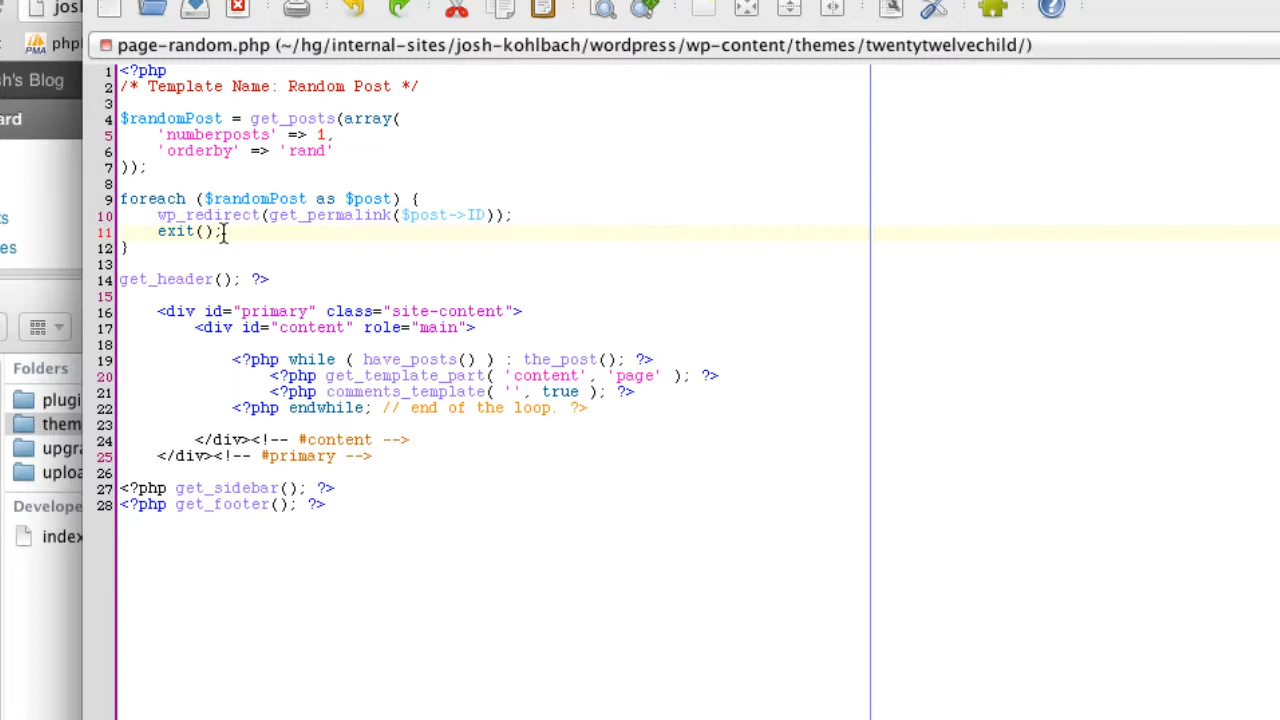 josl
phpl
sh's Blog
ard
ts
es
Folders
plugi
them
upgra
uploa
Develope
index
page-random.php (~/hg/internal-sites/josh-kohlbach/wordpress/wp-content/themes/twentytwelvechild/)
1 <?php
2 /* Template Name: Random Post */
3
4 $randomPost = get_posts(array(
5 'numberposts' => 1,
6 'orderby' => 'rand'
7 ));
8
9 foreach ($randomPost as $post) {
10 wp_redirect(get_permalink($post->ID));
11 exit();
12 }
13
14 get_header(); ?>
15
16 <div id="primary" class="site-content">
17 <div id="content" role="main">
18
19 <?php while ( have_posts() ) : the_post(); ?>
20 <?php get_template_part( 'content', 'page' ); ?>
21 <?php comments_template( '', true ); ?>
22 <?php endwhile; // end of the loop. ?>
23
24 </div><!-- #content -->
25 </div><!-- #primary -->
26
27 <?php get_sidebar(); ?>
28 <?php get_footer(); ?>